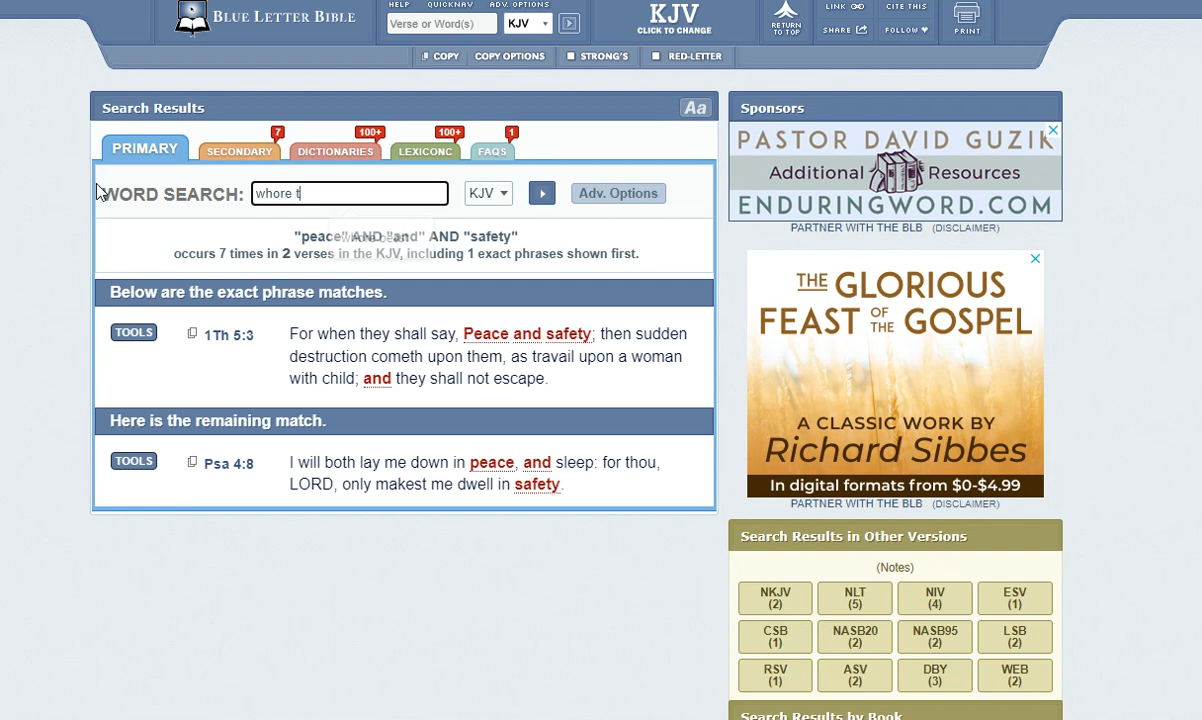 BLUE LETTER BIBLE
HELP QUICKNAV ADV. OPTIONS
Verse or Word(s)
KJV
KJV
CLICK TO CHANGE
RETURN
TO TOP
LINK
CITE THIS
SHARE
FOLLOW
PRINT
COPY
COPY OPTIONS
STRONG'S
RED-LETTER
Search Results
Aa
PRIMARY
SECONDARY
7
DICTIONARIES
100+
LEXICONC
100+
FAQS
1
WORD SEARCH:
whore t
KJV
Adv. Options
"peace" AND "and" AND "safety"
occurs 7 times in 2 verses in the KJV, including 1 exact phrases shown first.
Below are the exact phrase matches.
TOOLS
1Th 5:3
For when they shall say, Peace and safety; then sudden
destruction cometh upon them, as travail upon a woman
with child; and they shall not escape.
Here is the remaining match.
TOOLS
Psa 4:8
I will both lay me down in peace, and sleep: for thou,
LORD, only makest me dwell in safety.
Sponsors
PASTOR DAVID GUZIK
Additional Resources
ENDURINGWORD.COM
PARTNER WITH THE BLB (DISCLAIMER)
THE GLORIOUS
FEAST OF THE GOSPEL
A CLASSIC WORK BY
Richard Sibbes
In digital formats from $0-$4.99
PARTNER WITH THE BLB (DISCLAIMER)
Search Results in Other Versions
(Notes)
NKJV
(2)
NLT
(5)
NIV
(4)
ESV
(1)
CSB
(1)
NASB20
(2)
NASB95
(2)
LSB
(2)
RSV
(1)
ASV
(2)
DBY
(3)
WEB
(2)
Search Results by Book